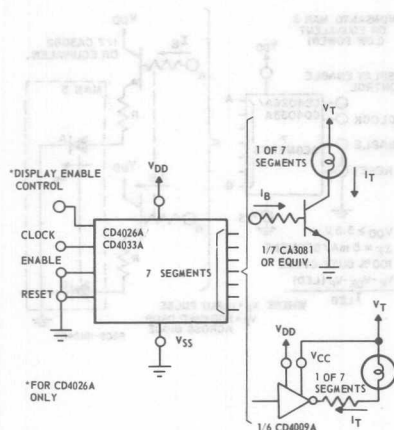 *DISPLAY ENABLE
CONTROL
CLOCK
ENABLE
RESET
V_DD
CD4026A
CD4033A
7 SEGMENTS
V_SS
*FOR CD4026A
ONLY
V_T
1 OF 7
SEGMENTS
I_T
I_B
1/7 CA3081
OR EQUIV.
V_T
V_DD
V_CC
1 OF 7
SEGMENTS
I_T
1/6 CD4009A